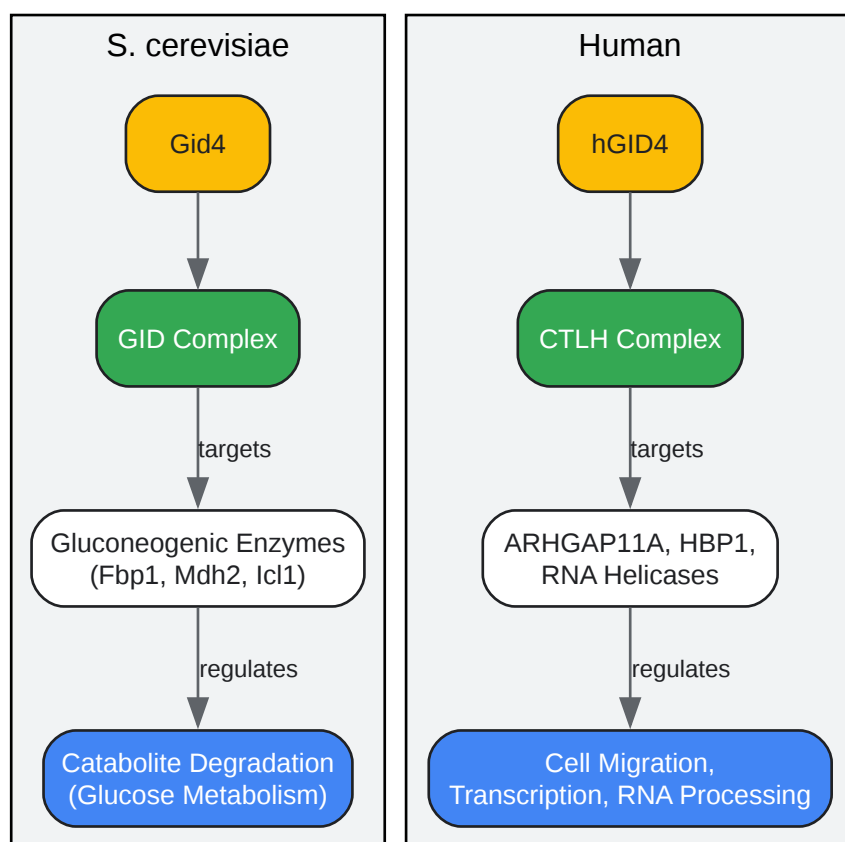 S. cerevisiae
Gid4
GID Complex
targets
Gluconeogenic Enzymes
(Fbp1, Mdh2, Icl1)
regulates
Catabolite Degradation
(Glucose Metabolism)
Human
hGID4
CTLH Complex
targets
ARHGAP11A, HBP1,
RNA Helicases
regulates
Cell Migration,
Transcription, RNA Processing